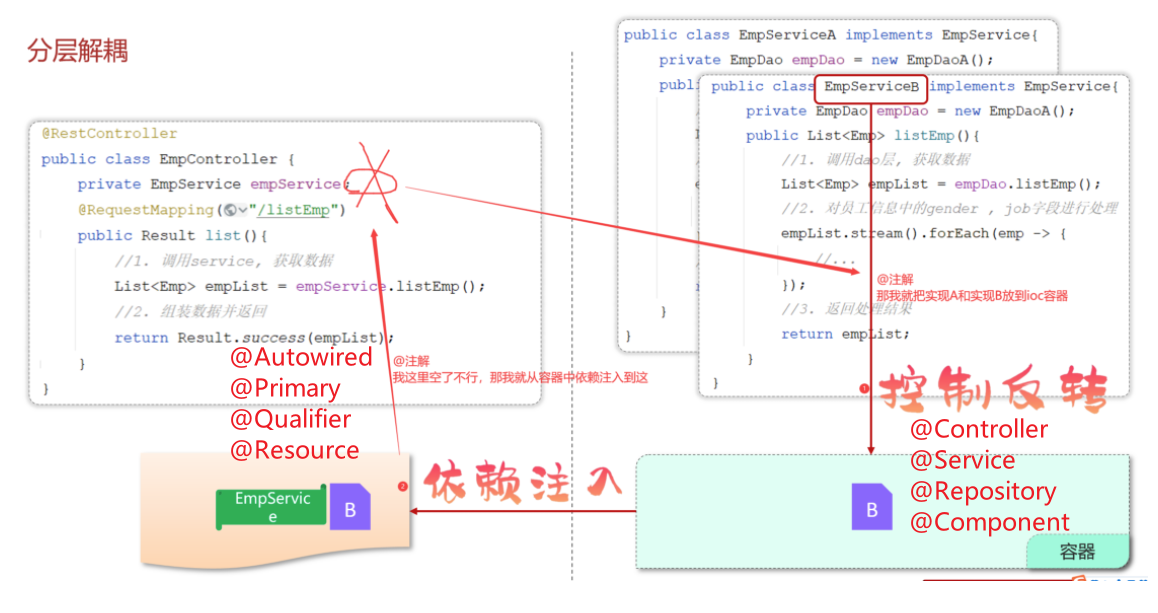 分层解耦
@RestController
public class EmpController {
private EmpService empService;
@RequestMapping("/listEmp")
public Result list(){
//1. 调用service, 获取数据
List<Emp> empList = empService.listEmp();
//2. 组装数据并返回
return Result.success(empList);
}
}
@Autowired
@Primary
@Qualifier
@Resource
@注解
我这里空了不行，那我就从容器中依赖注入到这
public class EmpServiceA implements EmpService{
private EmpDao empDao = new EmpDaoA();
publi
}
}
public class EmpServiceB implements EmpService{
private EmpDao empDao = new EmpDaoA();
public List<Emp> listEmp(){
//1. 调用dao层, 获取数据
List<Emp> empList = empDao.listEmp();
//2. 对员工信息中的gender , job字段进行处理
empList.stream().forEach(emp -> {
//...
});
//3. 返回处理结果
return empList;
}
}
@注解
那我就把实现A和实现B放到ioc容器
1
控制反转
@Controller
@Service
@Repository
@Component
B
容器
2
依赖注入
EmpServic
e
B